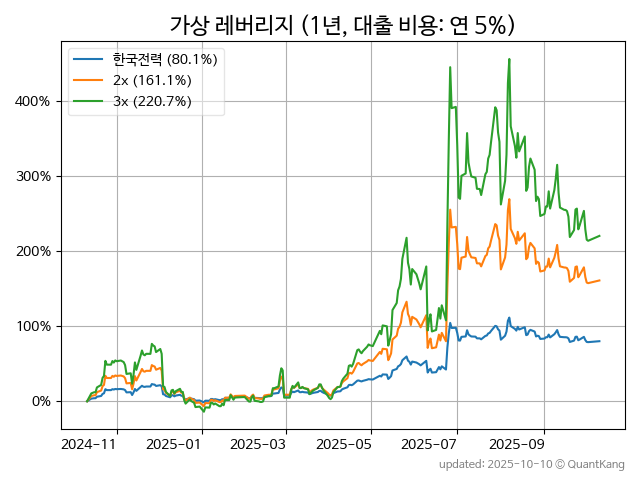 가상 레버리지 (1년, 대출 비용: 연 5%)
한국전력 (80.1%)
2x (161.1%)
3x (220.7%)
400%
300%
200%
100%
0%
2024-11 2025-01 2025-03 2025-05 2025-07 2025-09
updated: 2025-10-10 © QuantKang